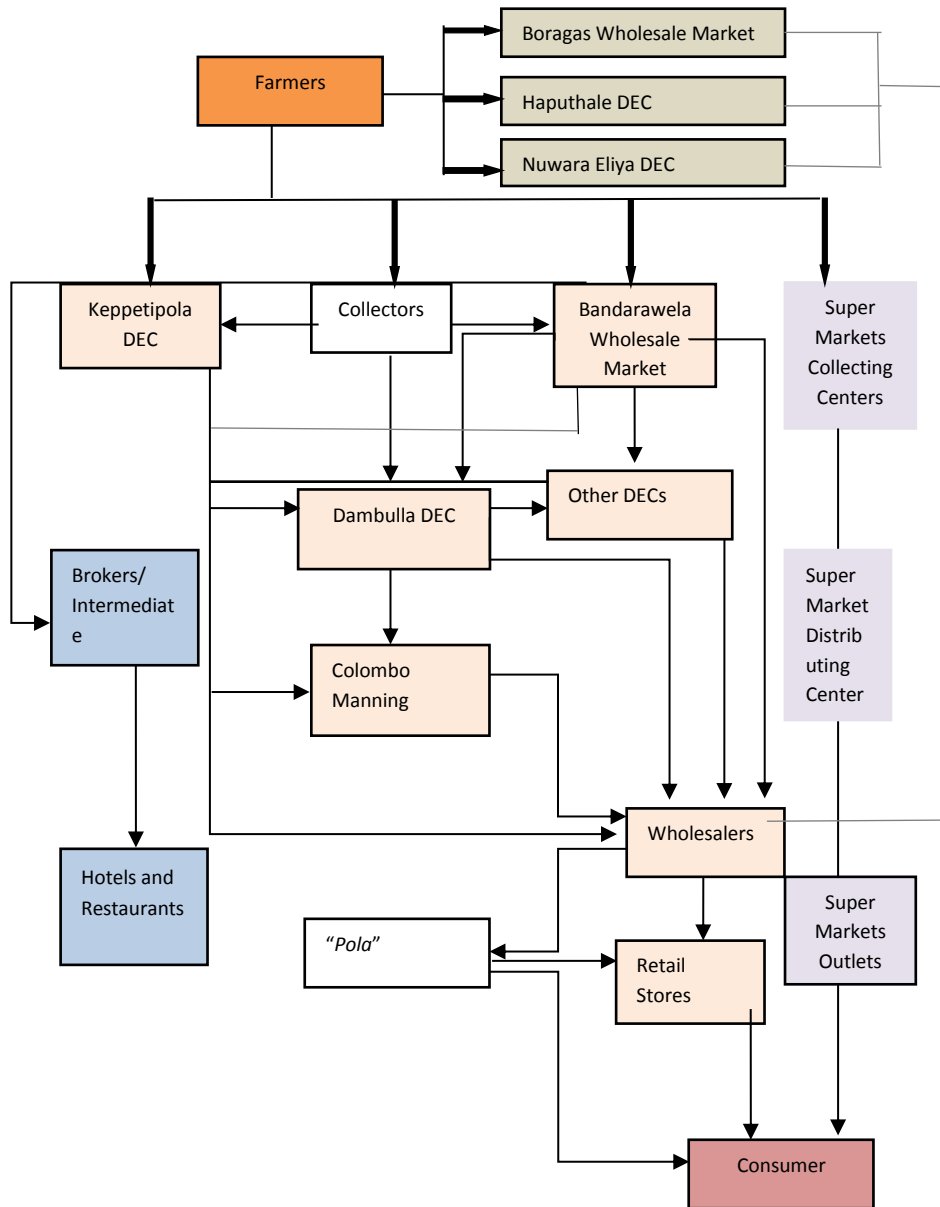 Boragas Wholesale Market
Farmers
Haputhale DEC
Nuwara Eliya DEC
Keppetipola
DEC
Collectors
Bandarawela
Wholesale
Market
Super
Markets
Collecting
Centers
Dambulla DEC
Other DECs
Brokers/
Intermediat
e
Super
Market
Distrib
uting
Center
Colombo
Manning
Wholesalers
Hotels and
Restaurants
Super
Markets
Outlets
“Pola”
Retail
Stores
Consumer